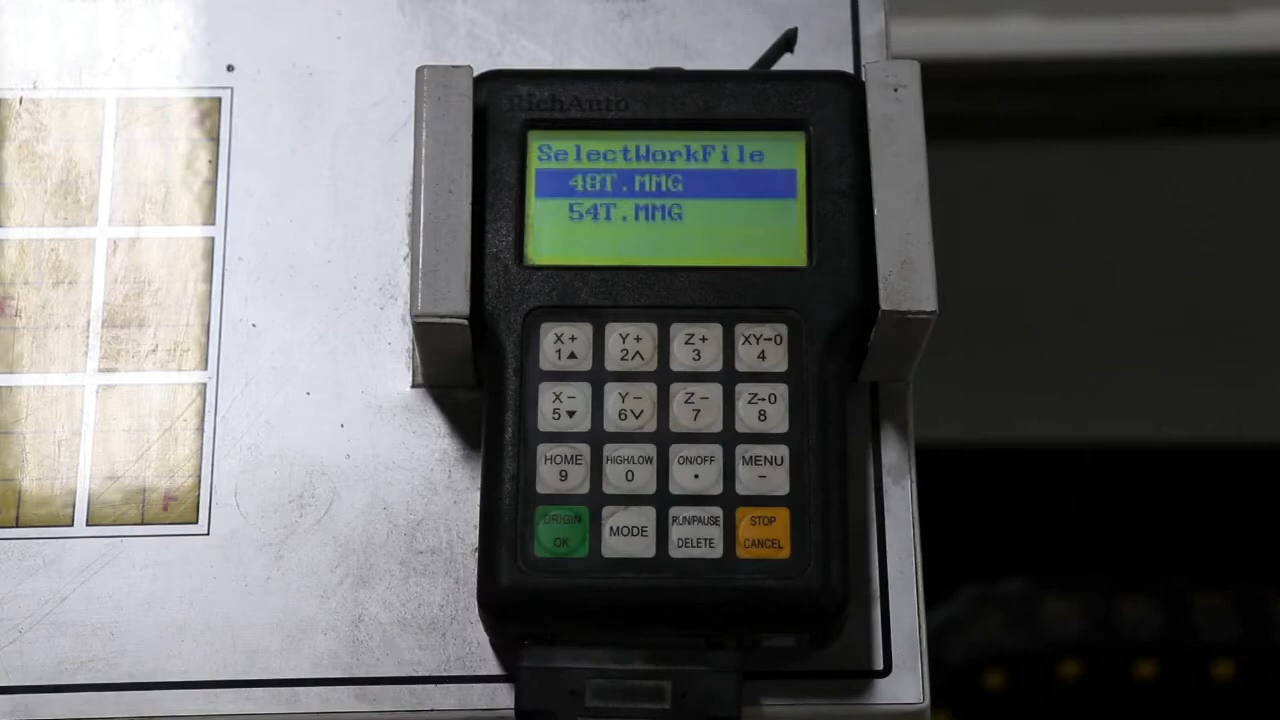 RichAuto
SelectWorkFile
48T.MMG
54T.MMG
X+ Y+ Z+ XY→0
1▲ 2∧ 3 4
X− Y− Z− Z→0
5▼ 6∨ 7 8
HOME HIGH/LOW ON/OFF MENU
9 0 • −
ORIGIN MODE RUN/PAUSE STOP
OK DELETE CANCEL